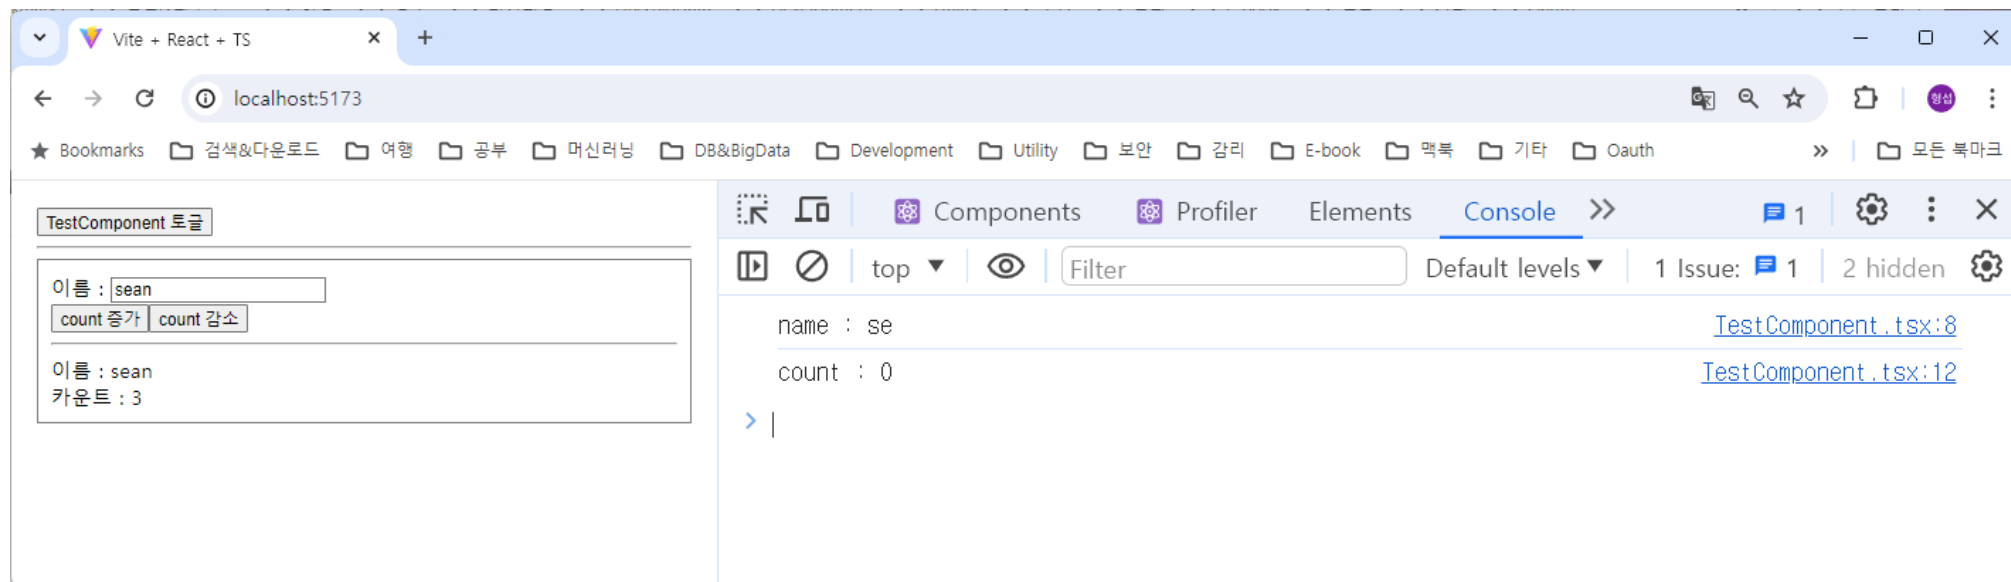 Vite + React + TS
localhost:5173
형섭
Bookmarks 검색&다운로드 여행 공부 머신러닝 DB&BigData Development Utility 보안 감리 E-book 맥북 기타 Oauth » 모든 북마크
TestComponent 토글
이름 : sean
count 증가 count 감소
이름 : sean
카운트 : 3
Components Profiler Elements Console 1
top Filter Default levels 1 Issue: 1 2 hidden
name : se TestComponent.tsx:8
count : 0 TestComponent.tsx:12